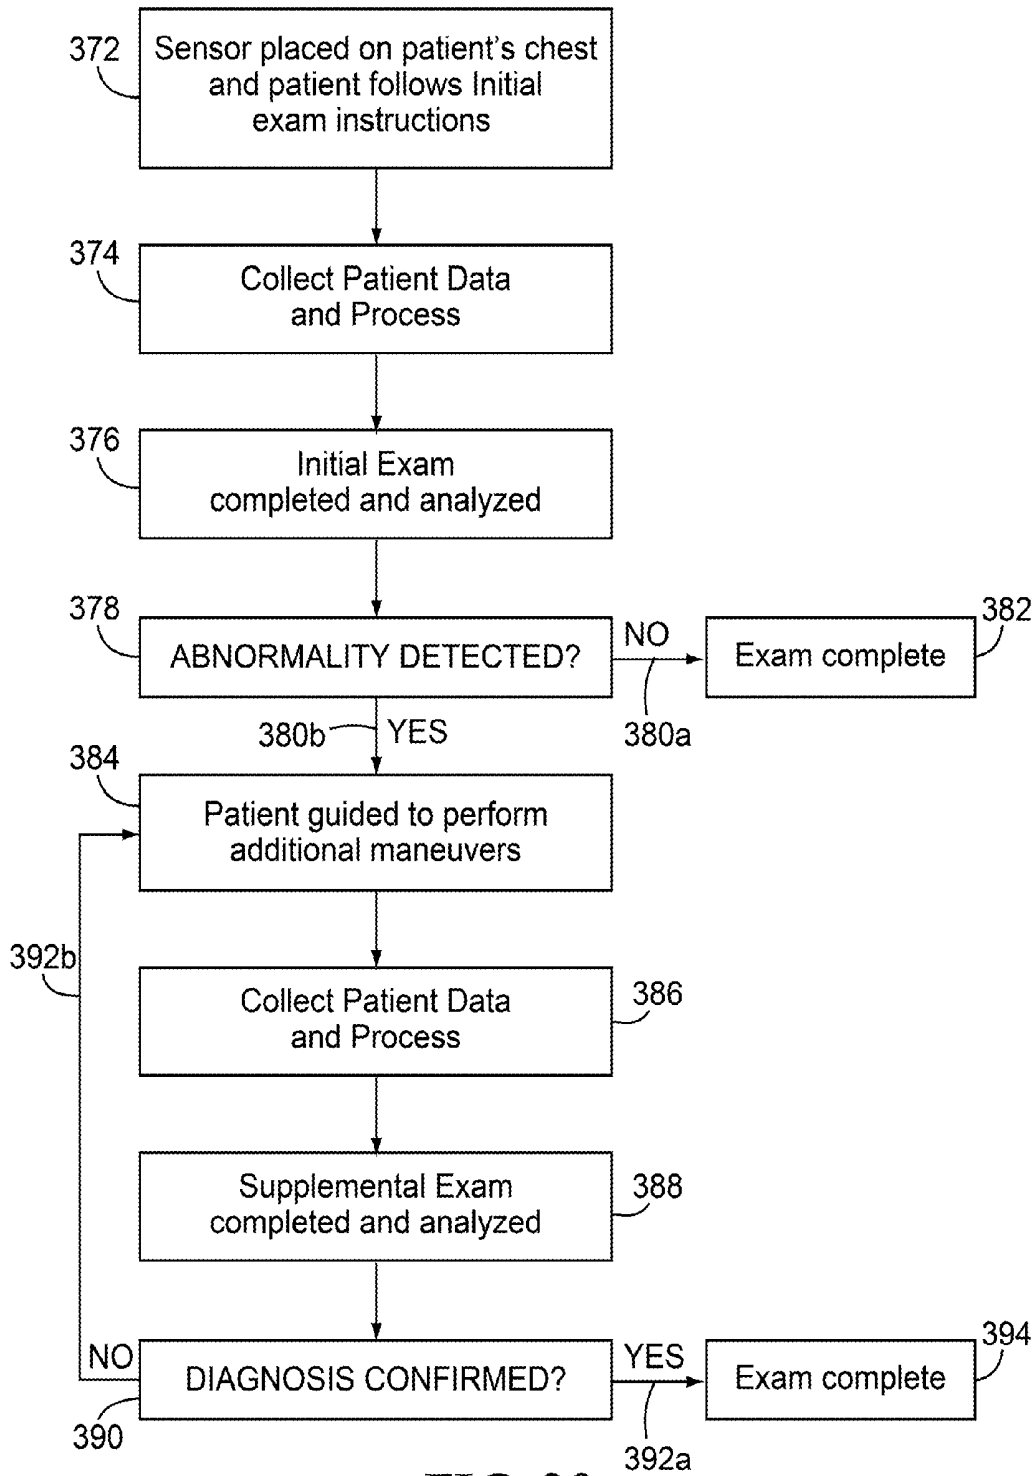 372
Sensor placed on patient's chest
and patient follows Initial
exam instructions
374
Collect Patient Data
and Process
376
Initial Exam
completed and analyzed
378
ABNORMALITY DETECTED?
NO
380a
Exam complete
382
380b
YES
384
Patient guided to perform
additional maneuvers
392b
Collect Patient Data
and Process
386
Supplemental Exam
completed and analyzed
388
NO
DIAGNOSIS CONFIRMED?
390
YES
392a
Exam complete
394